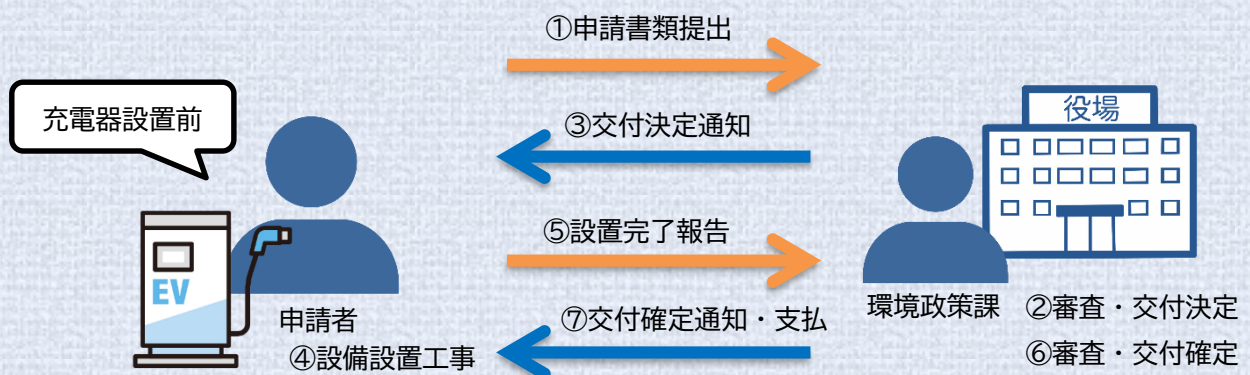 ①申請書類提出
充電器設置前
役場
③交付決定通知
⑤設置完了報告
EV
環境政策課 ②審査・交付決定
申請者
⑦交付確定通知・支払
④設備設置工事
⑥審査・交付確定